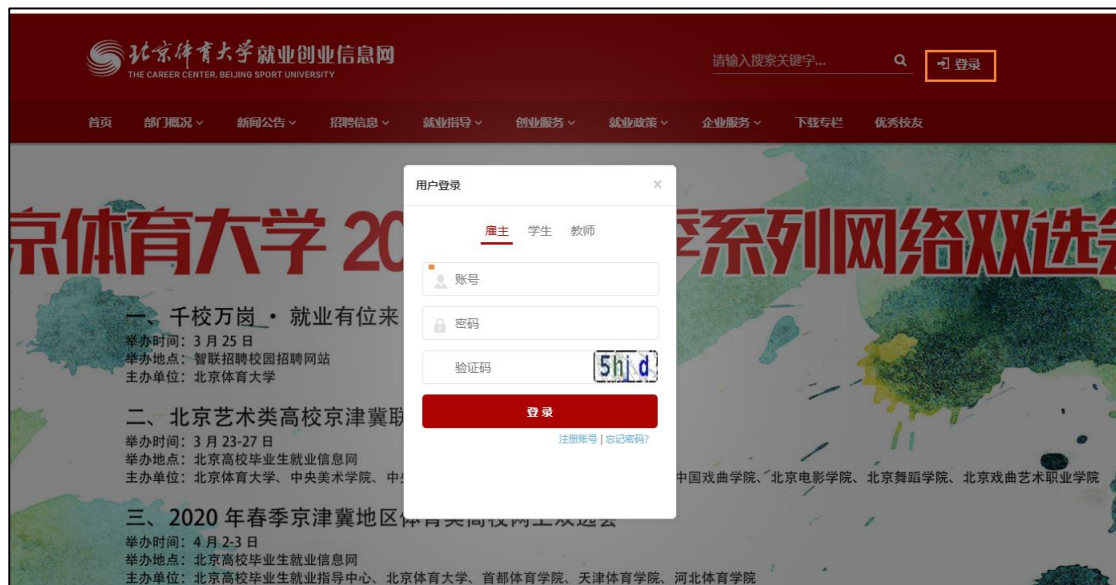 北京体育大学就业创业信息网
THE CAREER CENTER. BEIJING SPORT UNIVERSITY
请输入搜索关键字...
登录
首页 部门概况 新闻公告 招聘信息 就业指导 创业服务 就业政策 企业服务 下载专栏 优秀校友
用户登录 ×
雇主 学生 教师
京体育大学 20 季系列网络双选会
账号
密码
验证码 5hjd
登录
注册账号 | 忘记密码?
一、千校万岗 · 就业有位来
举办时间：3 月 25 日
举办地点：智联招聘校园招聘网站
主办单位：北京体育大学
二、北京艺术类高校京津冀联
举办时间：3 月 23-27 日
举办地点：北京高校毕业生就业信息网
主办单位：北京体育大学、中央美术学院、中 中国戏曲学院、北京电影学院、北京舞蹈学院、北京戏曲艺术职业学院
三、2020 年春季京津冀地区体育类高校网上双选会
举办时间：4 月 2-3 日
举办地点：北京高校毕业生就业信息网
主办单位：北京高校毕业生就业指导中心、北京体育大学、首都体育学院、天津体育学院、河北体育学院